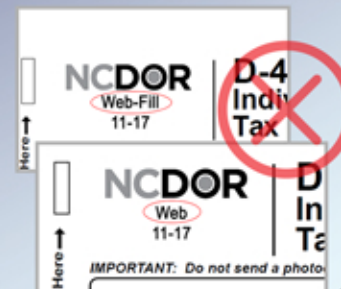 NCDOR
Web-Fill
11-17
D-4
Indiv
Tax
Here
NCDOR
Web
11-17
D
In
Ta
Here
IMPORTANT: Do not send a photo